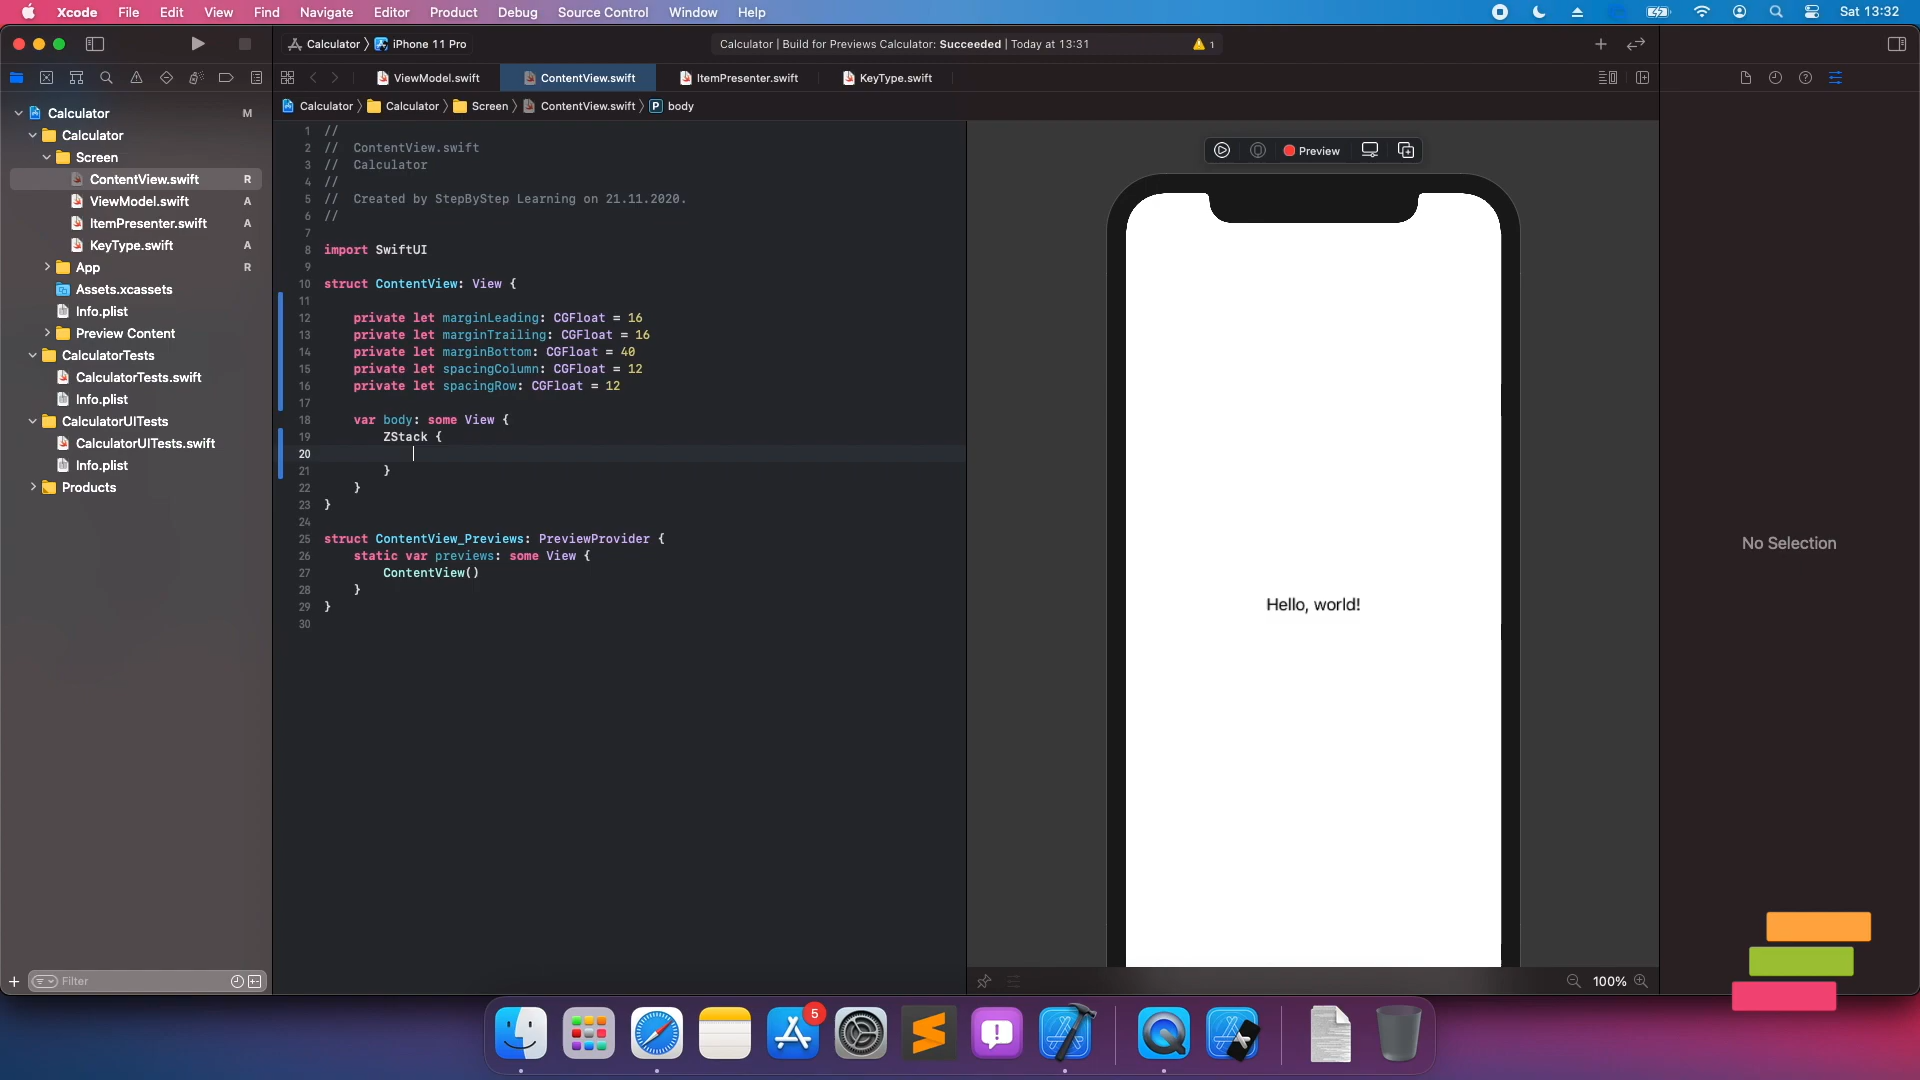 Xcode File Edit View Find Navigate Editor Product Debug Source Control Window Help Sat 13:32
Calculator iPhone 11 Pro Calculator | Build for Previews Calculator: Succeeded | Today at 13:31 1
ViewModel.swift ContentView.swift ItemPresenter.swift KeyType.swift
Calculator Calculator Screen ContentView.swift P body
Calculator M
Calculator
Screen
ContentView.swift R
ViewModel.swift A
ItemPresenter.swift A
KeyType.swift A
App R
Assets.xcassets
Info.plist
Preview Content
CalculatorTests
CalculatorTests.swift
Info.plist
CalculatorUITests
CalculatorUITests.swift
Info.plist
Products
Filter
1 //
2 // ContentView.swift
3 // Calculator
4 //
5 // Created by StepByStep Learning on 21.11.2020.
6 //
7
8 import SwiftUI
9
10 struct ContentView: View {
11
12 private let marginLeading: CGFloat = 16
13 private let marginTrailing: CGFloat = 16
14 private let marginBottom: CGFloat = 40
15 private let spacingColumn: CGFloat = 12
16 private let spacingRow: CGFloat = 12
17
18 var body: some View {
19 ZStack {
20
21 }
22 }
23 }
24
25 struct ContentView_Previews: PreviewProvider {
26 static var previews: some View {
27 ContentView()
28 }
29 }
30
Preview
Hello, world!
100%
No Selection
5